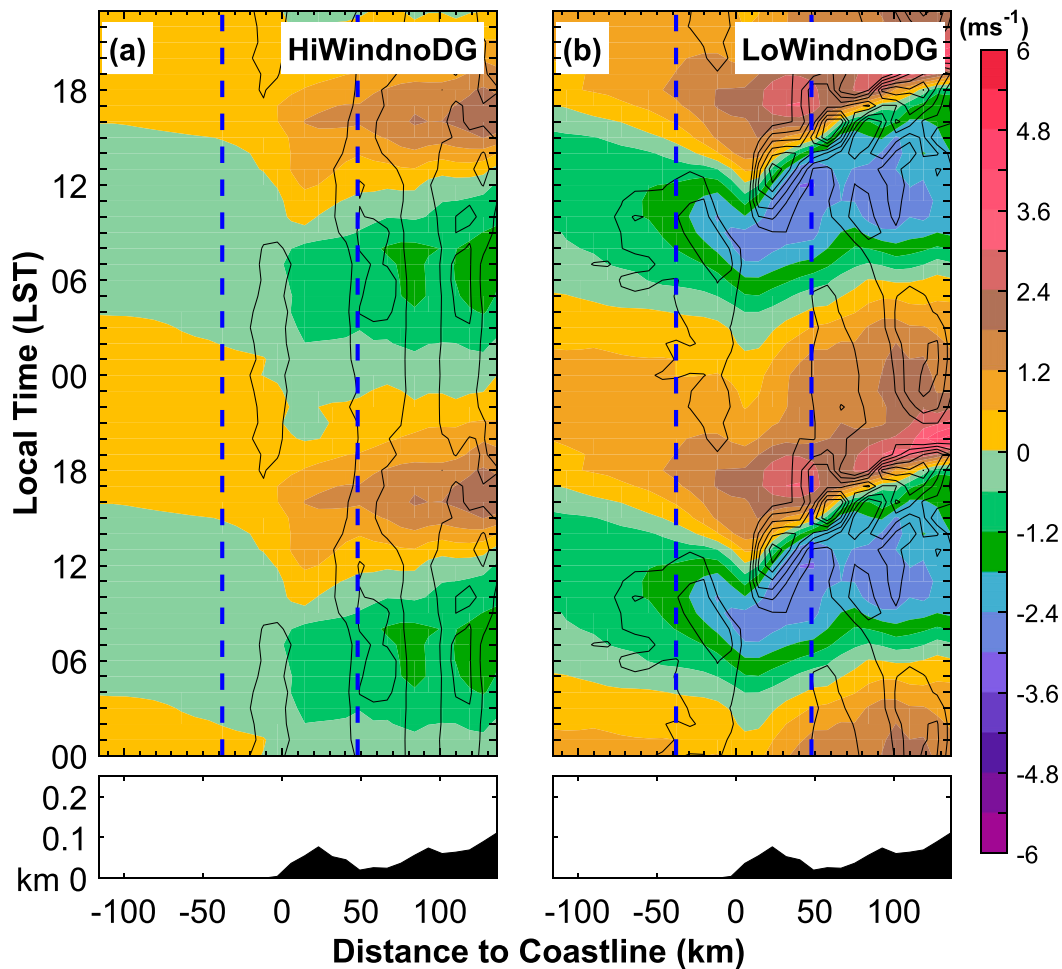 (a) HiWindnoDG
(b) LoWindnoDG
(ms-1)
18
12
06
00
18
12
06
00
Local Time (LST)
6
4.8
3.6
2.4
1.2
0
-1.2
-2.4
-3.6
-4.8
-6
0.2
0.1
km 0
-100 -50 0 50 100
-100 -50 0 50 100
Distance to Coastline (km)